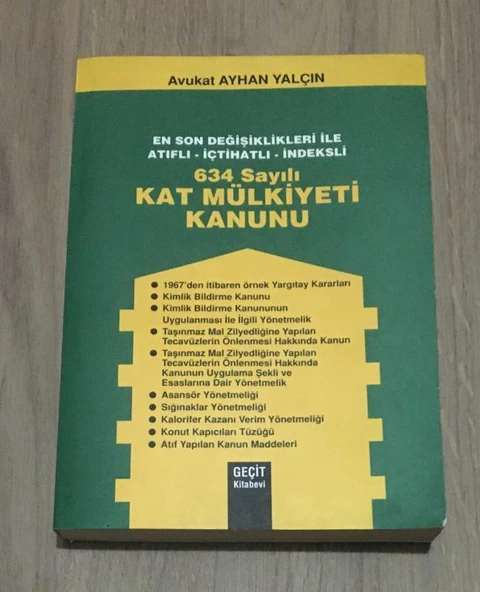 Avukat AYHAN YALÇIN
EN SON DEĞİŞİKLİKLERİ İLE
ATIFLI - İÇTİHATLI - İNDEKSLİ
634 Sayılı
KAT MÜLKİYETİ
KANUNU
● 1967'den itibaren örnek Yargıtay Kararları
● Kimlik Bildirme Kanunu
● Kimlik Bildirme Kanununun
Uygulanması İle İlgili Yönetmelik
● Taşınmaz Mal Zilyedliğine Yapılan
Tecavüzlerin Önlenmesi Hakkında Kanun
● Taşınmaz Mal Zilyedliğine Yapılan
Tecavüzlerin Önlenmesi Hakkında
Kanunun Uygulama Şekli ve
Esaslarına Dair Yönetmelik
● Asansör Yönetmeliği
● Sığınaklar Yönetmeliği
● Kalorifer Kazanı Verim Yönetmeliği
● Konut Kapıcıları Tüzüğü
● Atıf Yapılan Kanun Maddeleri
GEÇİT
Kitabevi